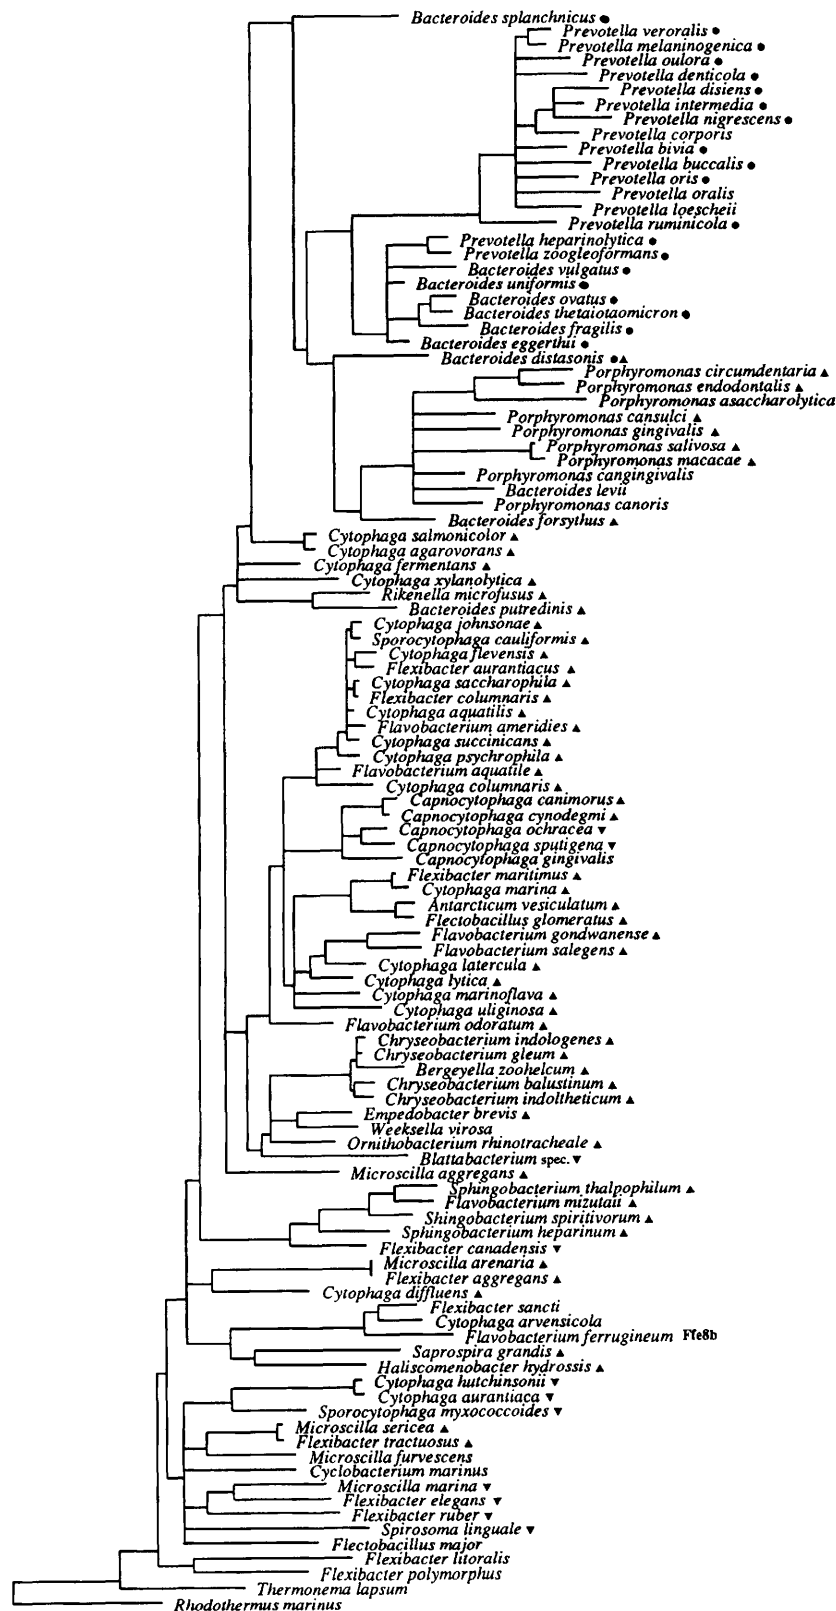 Bacteroides splanchnicus ●
Prevotella veroralis ●
Prevotella melaninogenica ●
Prevotella oulora ●
Prevotella denticola ●
Prevotella disiens ●
Prevotella intermedia ●
Prevotella nigrescens ●
Prevotella corporis
Prevotella bivia ●
Prevotella buccalis ●
Prevotella oris ●
Prevotella oralis
Prevotella loescheii
Prevotella ruminicola ●
Prevotella heparinolytica ●
Prevotella zoogleoformans ●
Bacteroides vulgatus ●
Bacteroides uniformis ●
Bacteroides ovatus ●
Bacteroides thetaiotaomicron ●
Bacteroides fragilis ●
Bacteroides eggerthii ●
Bacteroides distasonis ●▲
Porphyromonas circumdentaria ▲
Porphyromonas endodontalis ▲
Porphyromonas asaccharolytica
Porphyromonas cansulci ▲
Porphyromonas gingivalis ▲
Porphyromonas salivosa ▲
Porphyromonas macacae ▲
Porphyromonas cangingivalis
Bacteroides levii
Porphyromonas canoris
Bacteroides forsythus ▲
Cytophaga salmonicolor ▲
Cytophaga agarovorans ▲
Cytophaga fermentans ▲
Cytophaga xylanolytica ▲
Rikenella microfusus ▲
Bacteroides putredinis ▲
Cytophaga johnsonae ▲
Sporocytophaga cauliformis ▲
Cytophaga flevensis ▲
Flexibacter aurantiacus ▲
Cytophaga saccharophila ▲
Flexibacter columnaris ▲
Cytophaga aquatilis ▲
Flavobacterium ameridies ▲
Cytophaga succinicans ▲
Cytophaga psychrophila ▲
Flavobacterium aquatile ▲
Cytophaga columnaris ▲
Capnocytophaga canimorus ▲
Capnocytophaga cynodegmi ▲
Capnocytophaga ochracea ▼
Capnocytophaga sputigena ▼
Capnocytophaga gingivalis
Flexibacter maritimus ▲
Cytophaga marina ▲
Antarcticum vesiculatum ▲
Flectobacillus glomeratus ▲
Flavobacterium gondwanense ▲
Flavobacterium salegens ▲
Cytophaga latercula ▲
Cytophaga lytica ▲
Cytophaga marinoflava ▲
Cytophaga uliginosa ▲
Flavobacterium odoratum ▲
Chryseobacterium indologenes ▲
Chryseobacterium gleum ▲
Bergeyella zoohelcum ▲
Chryseobacterium balustinum ▲
Chryseobacterium indoltheticum ▲
Empedobacter brevis ▲
Weeksella virosa
Ornithobacterium rhinotracheale ▲
Blattabacterium spec. ▼
Microscilla aggregans ▲
Sphingobacterium thalpophilum ▲
Flavobacterium mizutaii ▲
Shingobacterium spiritivorum ▲
Sphingobacterium heparinum ▲
Flexibacter canadensis ▼
Microscilla arenaria ▲
Flexibacter aggregans ▲
Cytophaga diffluens ▲
Flexibacter sancti
Cytophaga arvensicola
Flavobacterium ferrugineum Ffe8b
Saprospira grandis ▲
Haliscomenobacter hydrossis ▲
Cytophaga hutchinsonii ▼
Cytophaga aurantiaca ▼
Sporocytophaga myxococcoides ▼
Microscilla sericea ▲
Flexibacter tractuosus ▲
Microscilla furvescens
Cyclobacterium marinus
Microscilla marina ▼
Flexibacter elegans ▼
Flexibacter ruber ▼
Spirosoma linguale ▼
Flectobacillus major
Flexibacter litoralis
Flexibacter polymorphus
Thermonema lapsum
Rhodothermus marinus